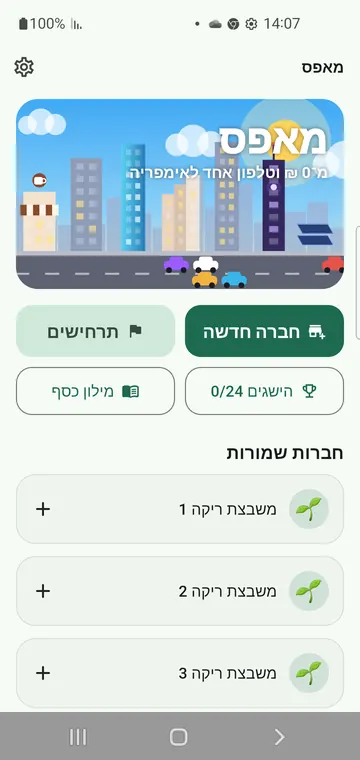 100% 14:07
מאפס
מאפס
מ־0 ₪ וטלפון אחד לאימפריה
חברה חדשה
תרחישים
הישגים 0/24
מילון כסף
חברות שמורות
משבצת ריקה 1
משבצת ריקה 2
משבצת ריקה 3